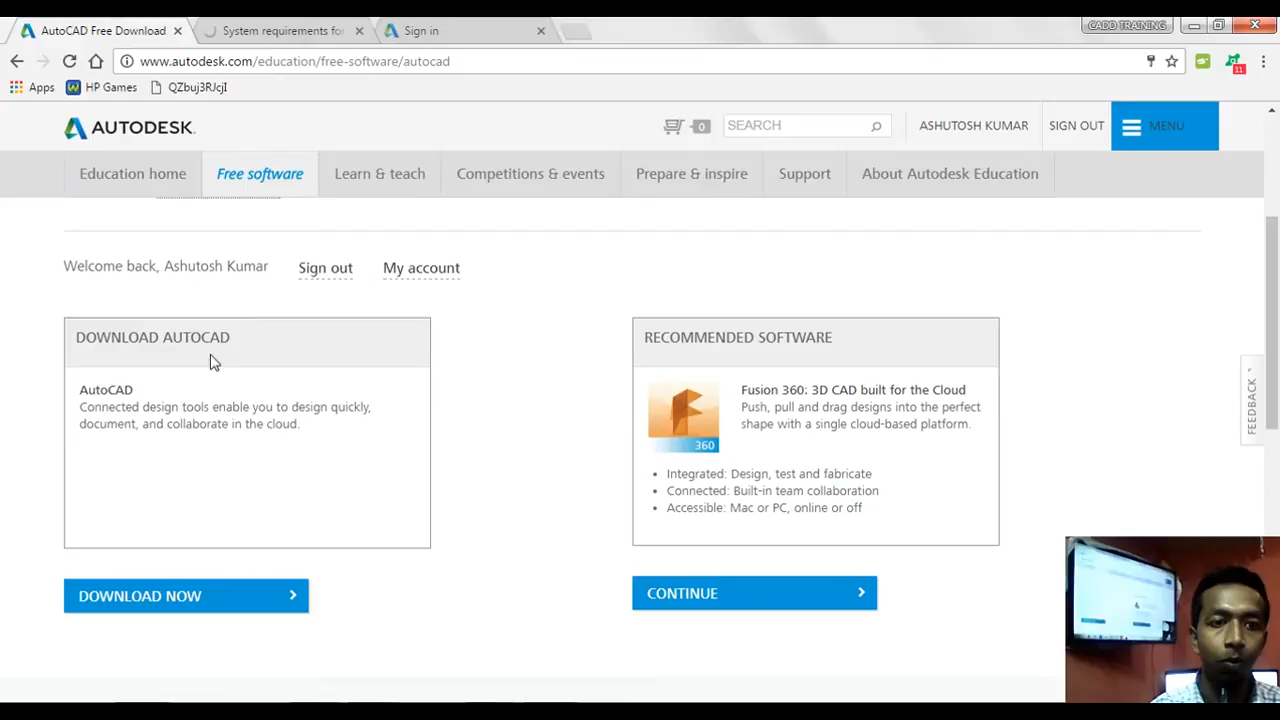 AutoCAD Free Download
System requirements for
Sign in
CADD TRAINING
www.autodesk.com/education/free-software/autocad
11
Apps
HP Games
QZbuj3RJcjI
AUTODESK.
0
SEARCH
ASHUTOSH KUMAR
SIGN OUT
MENU
Education home
Free software
Learn & teach
Competitions & events
Prepare & inspire
Support
About Autodesk Education
Welcome back, Ashutosh Kumar
Sign out
My account
DOWNLOAD AUTOCAD
AutoCAD
Connected design tools enable you to design quickly,
document, and collaborate in the cloud.
DOWNLOAD NOW
RECOMMENDED SOFTWARE
360
Fusion 360: 3D CAD built for the Cloud
Push, pull and drag designs into the perfect
shape with a single cloud-based platform.
• Integrated: Design, test and fabricate
• Connected: Built-in team collaboration
• Accessible: Mac or PC, online or off
CONTINUE
FEEDBACK